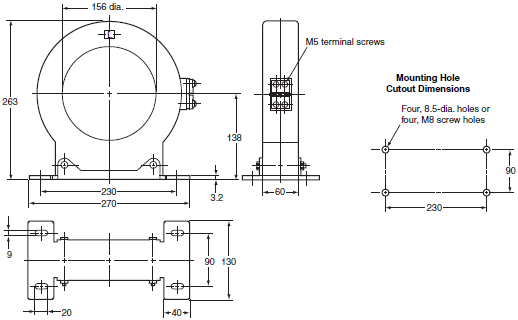 156 dia.
M5 terminal screws
263
138
Mounting Hole
Cutout Dimensions
Four, 8.5-dia. holes or
four, M8 screw holes
90
230
270
3.2
60
230
9
90
130
20
40